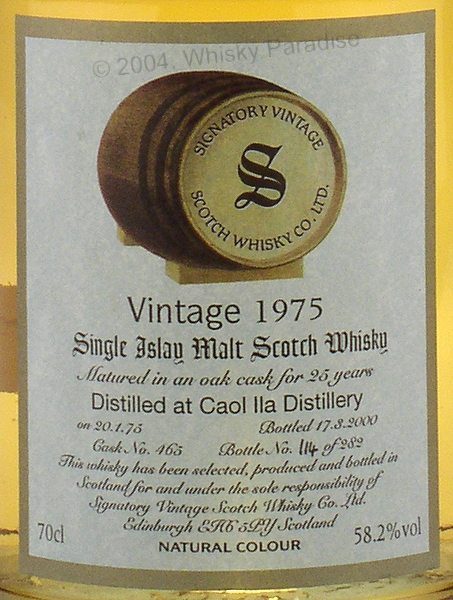 © 2004, Whisky Paradise
SIGNATORY VINTAGE
S
SCOTCH WHISKY CO. LTD.
Vintage 1975
Single Islay Malt Scotch Whisky
Matured in an oak cask for 25 years
Distilled at Caol Ila Distillery
on 20.1.75 Bottled 17.8.2000
Cask No. 465 Bottle No. 114 of 282
This whisky has been selected, produced and bottled in
Scotland for and under the sole responsibility of
Signatory Vintage Scotch Whisky Co. Ltd.
Edinburgh EH6 5PY Scotland
70cl NATURAL COLOUR 58.2%vol